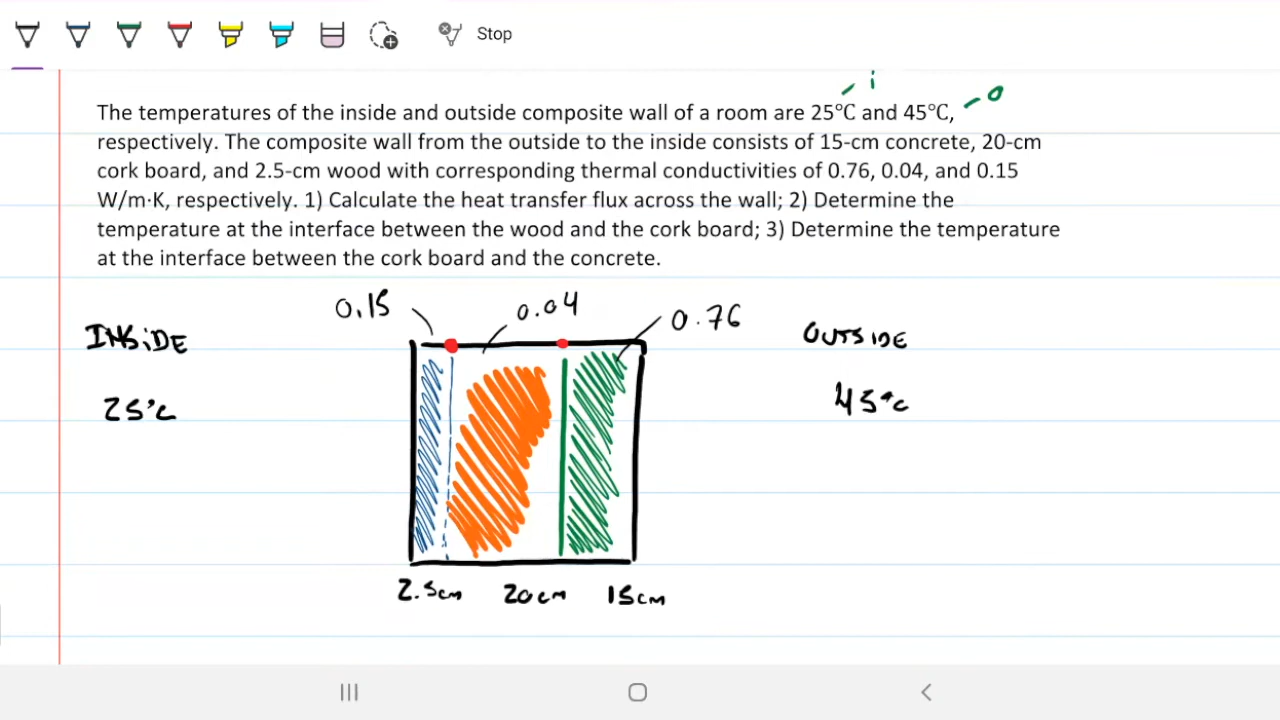 Stop
i
o
The temperatures of the inside and outside composite wall of a room are 25°C and 45°C,
respectively. The composite wall from the outside to the inside consists of 15-cm concrete, 20-cm
cork board, and 2.5-cm wood with corresponding thermal conductivities of 0.76, 0.04, and 0.15
W/m·K, respectively. 1) Calculate the heat transfer flux across the wall; 2) Determine the
temperature at the interface between the wood and the cork board; 3) Determine the temperature
at the interface between the cork board and the concrete.
0.15
0.04
0.76
INSiDE
OUTSIDE
25°C
45°C
2.5cm 20cm 15cm